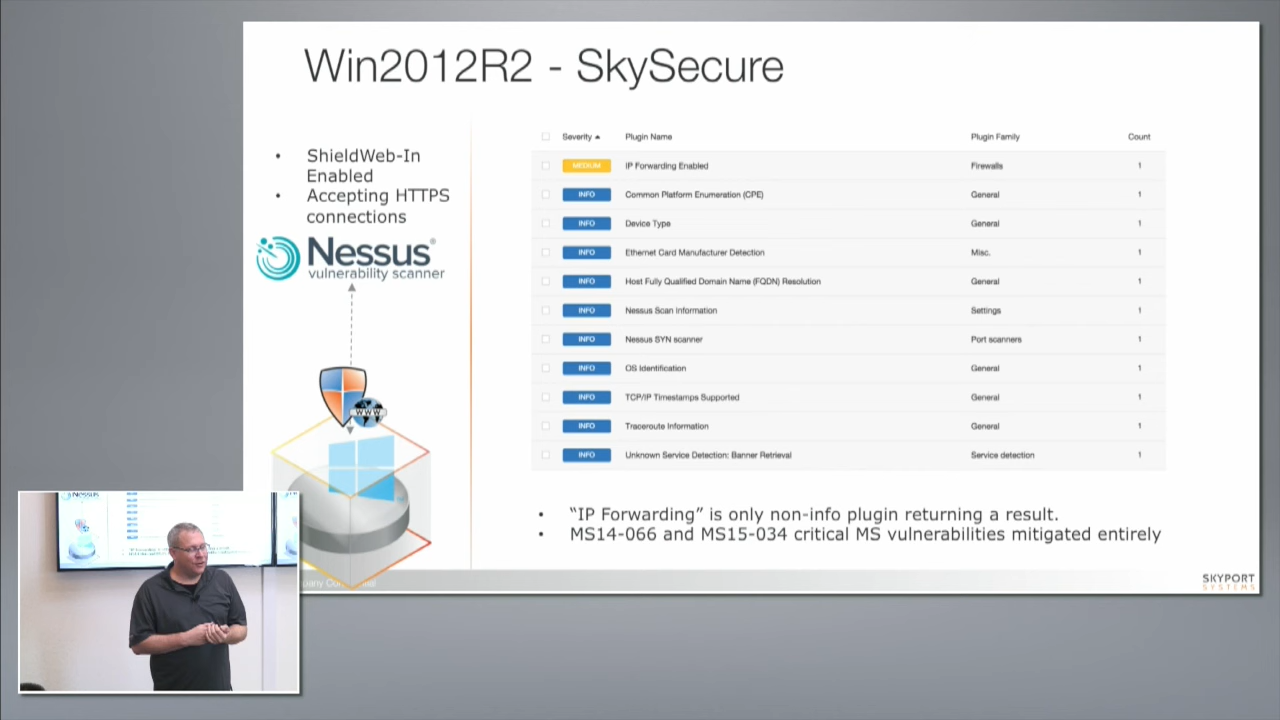 Win2012R2 - SkySecure
• ShieldWeb-In
Enabled
• Accepting HTTPS
connections
Nessus®
vulnerability scanner
WWW
Severity Plugin Name Plugin Family Count
MEDIUM IP Forwarding Enabled Firewalls 1
INFO Common Platform Enumeration (CPE) General 1
INFO Device Type General 1
INFO Ethernet Card Manufacturer Detection Misc. 1
INFO Host Fully Qualified Domain Name (FQDN) Resolution General 1
INFO Nessus Scan Information Settings 1
INFO Nessus SYN scanner Port scanners 1
INFO OS Identification General 1
INFO TCP/IP Timestamps Supported General 1
INFO Traceroute Information General 1
INFO Unknown Service Detection: Banner Retrieval Service detection 1
• “IP Forwarding” is only non-info plugin returning a result.
• MS14-066 and MS15-034 critical MS vulnerabilities mitigated entirely
SKYPORT
SYSTEMS